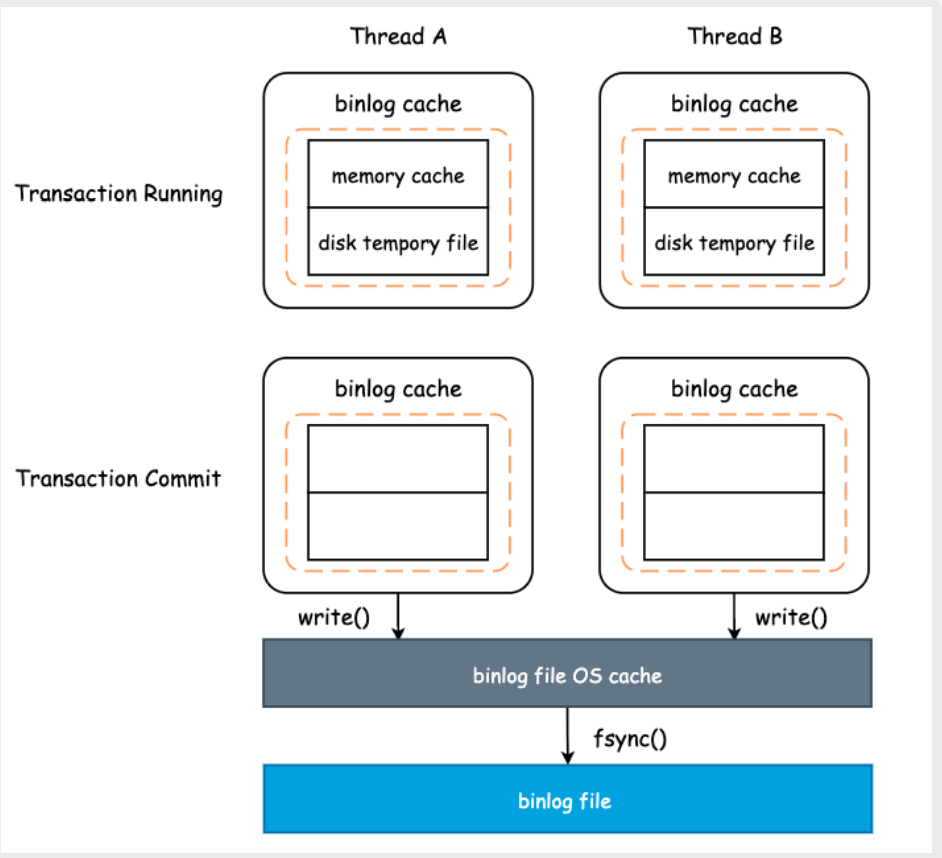 Thread A
Thread B
binlog cache
binlog cache
Transaction Running
memory cache
memory cache
disk tempory file
disk tempory file
binlog cache
binlog cache
Transaction Commit
write()
write()
binlog file OS cache
fsync()
binlog file